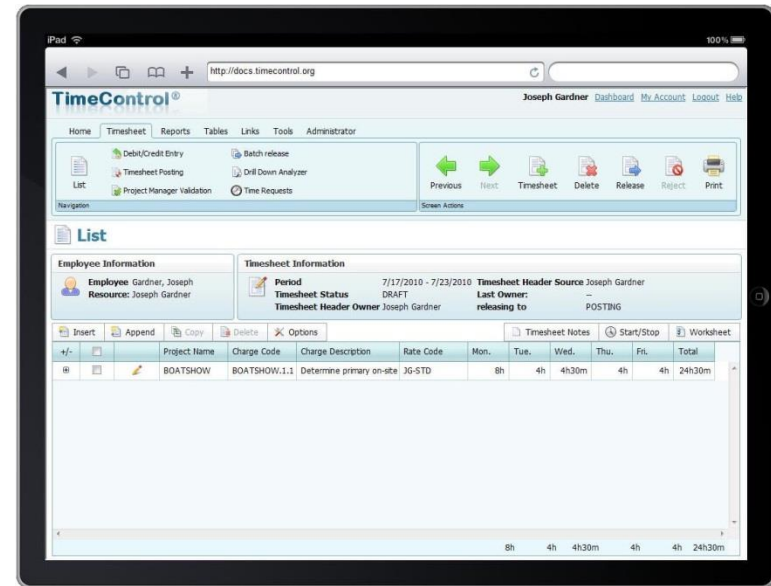 iPad 100%
http://docs.timecontrol.org
TimeControl® Joseph Gardner Dashboard My Account Logout Help
Home Timesheet Reports Tables Links Tools Administrator
Debit/Credit Entry Batch release
Timesheet Posting Drill Down Analyzer
Project Manager Validation Time Requests
List Previous Next Timesheet Delete Release Reject Print
Navigation Screen Actions
List
Employee Information Timesheet Information
Employee Gardner, Joseph Period 7/17/2010 - 7/23/2010 Timesheet Header Source Joseph Gardner
Resource: Joseph Gardner Timesheet Status DRAFT Last Owner: --
Timesheet Header Owner Joseph Gardner releasing to POSTING
Insert Append Copy Delete Options Timesheet Notes Start/Stop Worksheet
+/- Project Name Charge Code Charge Description Rate Code Mon. Tue. Wed. Thu. Fri. Total
BOATSHOW BOATSHOW.1.1 Determine primary on-site JG-STD 8h 4h 4h30m 4h 4h 24h30m
8h 4h 4h30m 4h 4h 24h30m